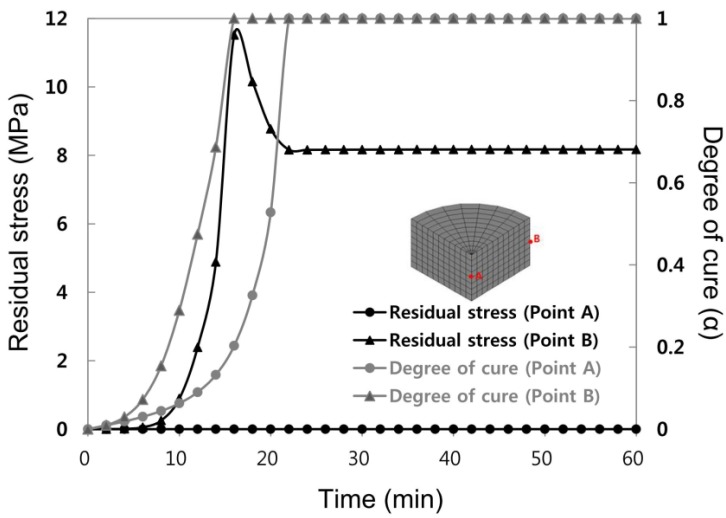 12
10
8
6
4
2
0
Residual stress (MPa)
1
0.8
0.6
0.4
0.2
0
Degree of cure (α)
B
A
Residual stress (Point A)
Residual stress (Point B)
Degree of cure (Point A)
Degree of cure (Point B)
0 10 20 30 40 50 60
Time (min)